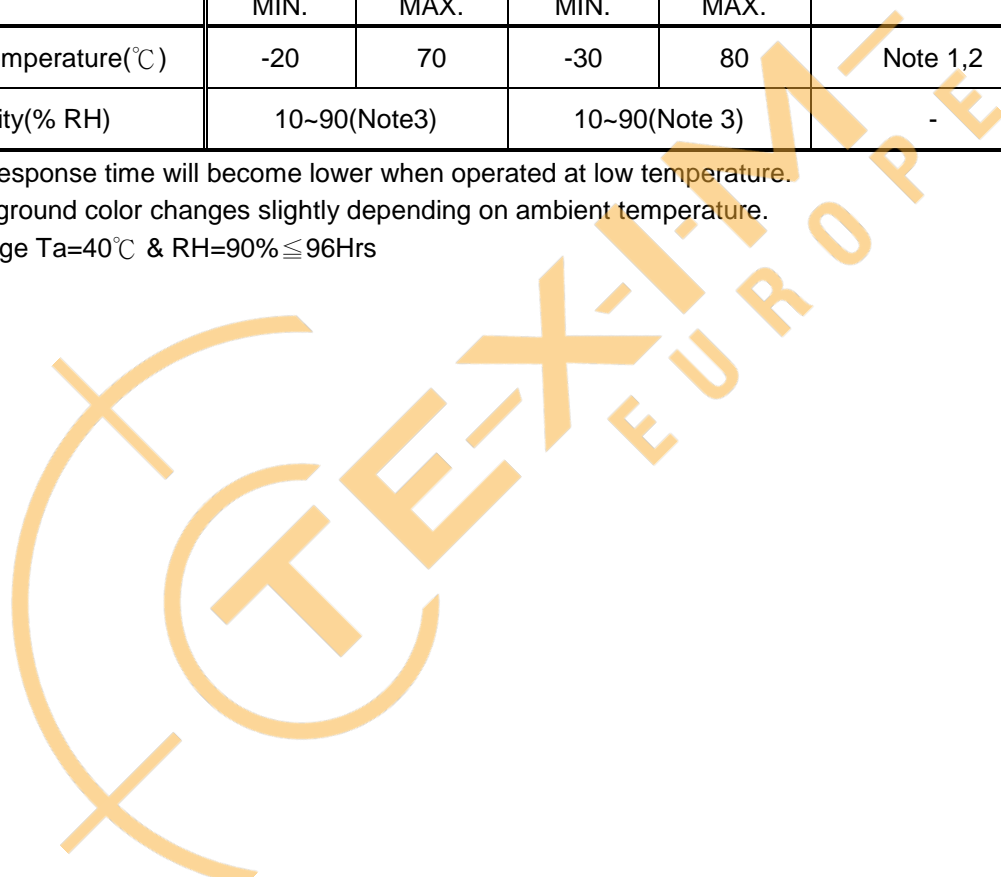 MIN. MAX. MIN. MAX.
mperature(℃) -20 70 -30 80 Note 1,2
ity(% RH) 10~90(Note3) 10~90(Note 3) -
esponse time will become lower when operated at low temperature.
ground color changes slightly depending on ambient temperature.
ge Ta=40℃ & RH=90%≦96Hrs
TEXIM
EUROPE